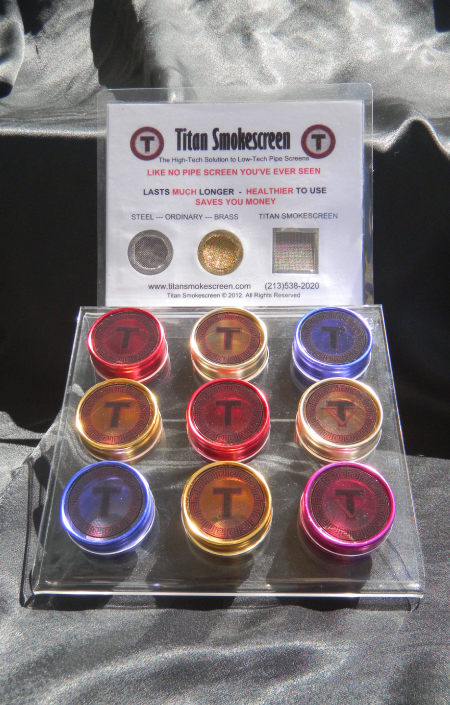 T Titan Smokescreen T
The High-Tech Solution to Low-Tech Pipe Screens
LIKE NO PIPE SCREEN YOU'VE EVER SEEN
LASTS MUCH LONGER - HEALTHIER TO USE
SAVES YOU MONEY
STEEL --- ORDINARY --- BRASS TITAN SMOKESCREEN
www.titansmokescreen.com (213)538-2020
Titan Smokescreen © 2012. All Rights Reserved
T T T
T T T
T T T